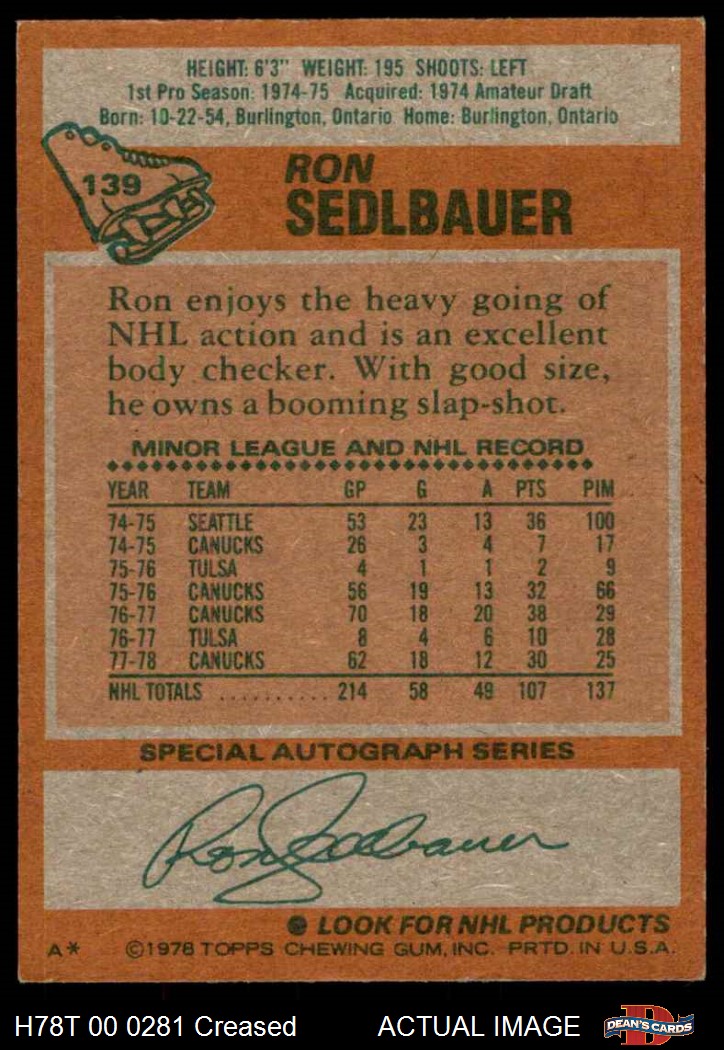 HEIGHT: 6'3" WEIGHT: 195 SHOOTS: LEFT
1st Pro Season: 1974-75 Acquired: 1974 Amateur Draft
Born: 10-22-54, Burlington, Ontario Home: Burlington, Ontario
139
RON
SEDLBAUER
Ron enjoys the heavy going of
NHL action and is an excellent
body checker. With good size,
he owns a booming slap-shot.
MINOR LEAGUE AND NHL RECORD
YEAR TEAM GP G A PTS PIM
74-75 SEATTLE 53 23 13 36 100
74-75 CANUCKS 26 3 4 7 17
75-76 TULSA 4 1 1 2 9
75-76 CANUCKS 56 19 13 32 66
76-77 CANUCKS 70 18 20 38 29
76-77 TULSA 8 4 6 10 28
77-78 CANUCKS 62 18 12 30 25
NHL TOTALS .......... 214 58 49 107 137
SPECIAL AUTOGRAPH SERIES
Ron Sedlbauer
● LOOK FOR NHL PRODUCTS
A* ©1978 TOPPS CHEWING GUM, INC. PRTD. IN U.S.A.
H78T 00 0281 Creased ACTUAL IMAGE
D
DEAN'S CARDS